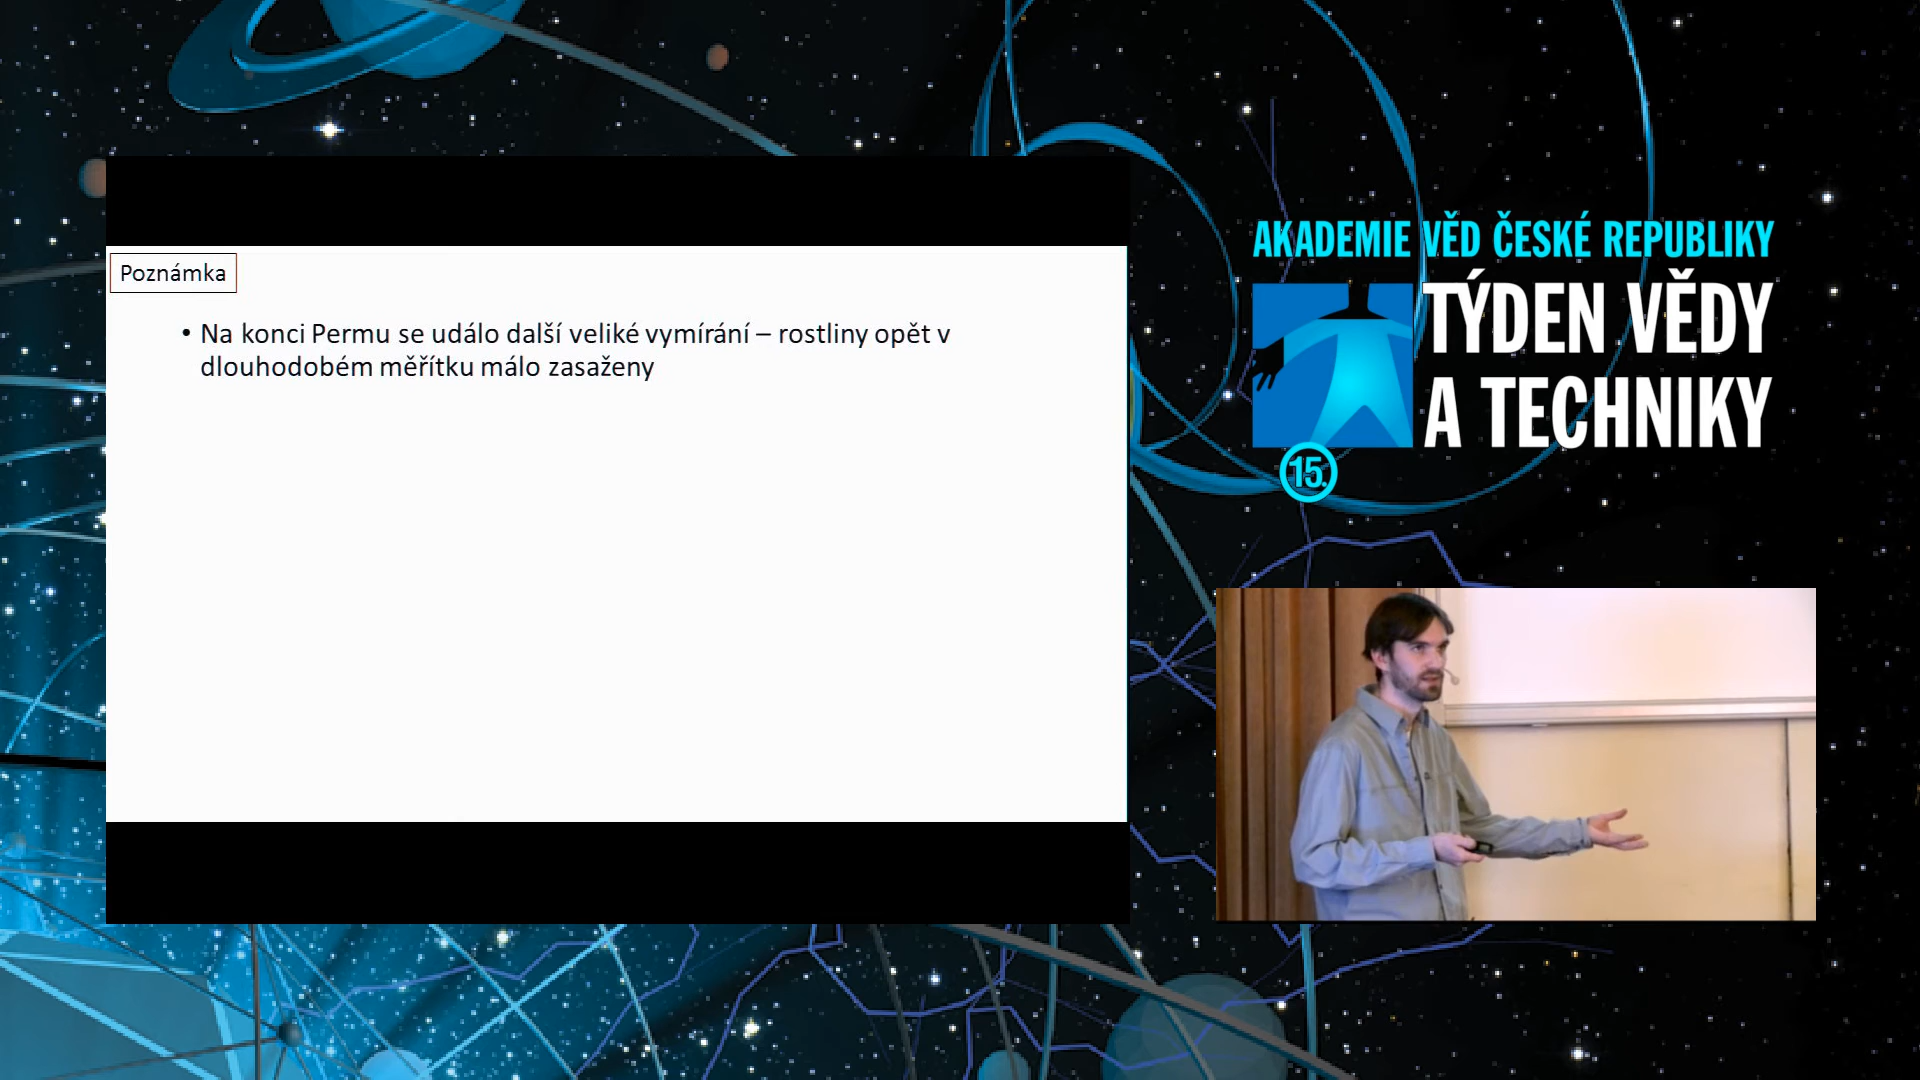 Poznámka
• Na konci Permu se událo další veliké vymírání – rostliny opět v
dlouhodobém měřítku málo zasaženy
AKADEMIE VĚD ČESKÉ REPUBLIKY
TÝDEN VĚDY
A TECHNIKY
15.